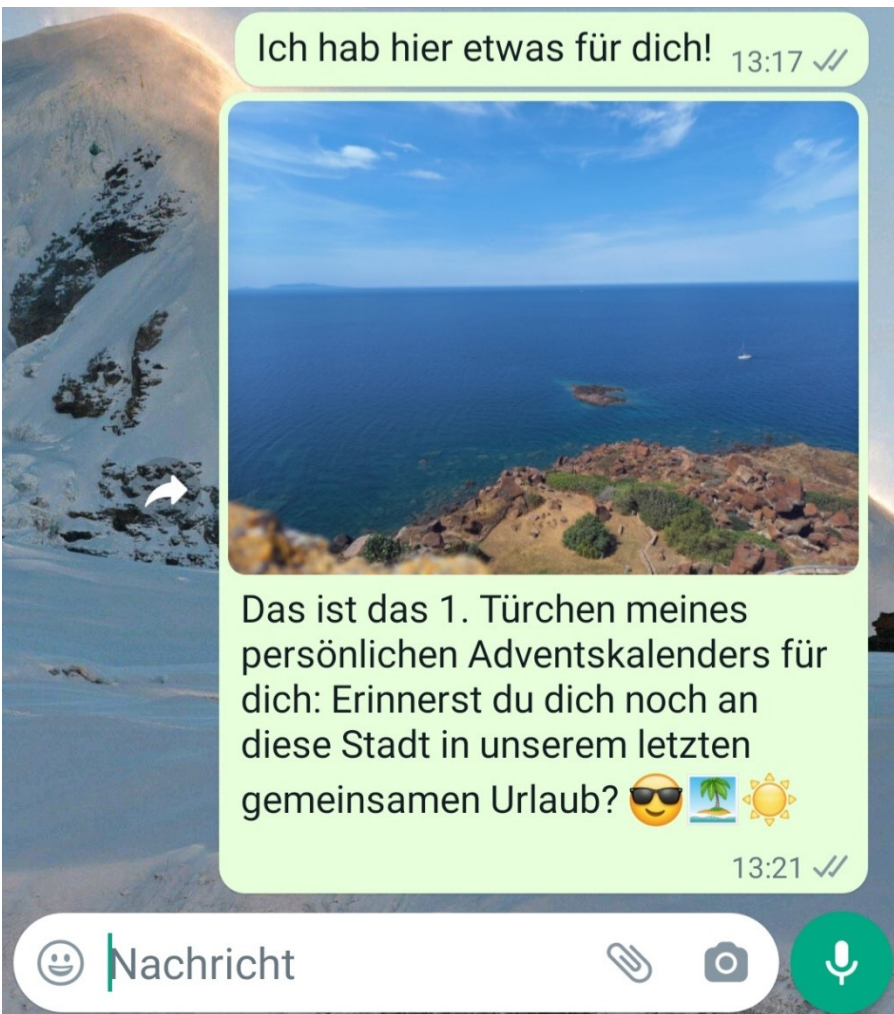 Ich hab hier etwas für dich!
13:17
Das ist das 1. Türchen meines
persönlichen Adventskalenders für
dich: Erinnerst du dich noch an
diese Stadt in unserem letzten
gemeinsamen Urlaub? 😎🏝️☀️
13:21
Nachricht